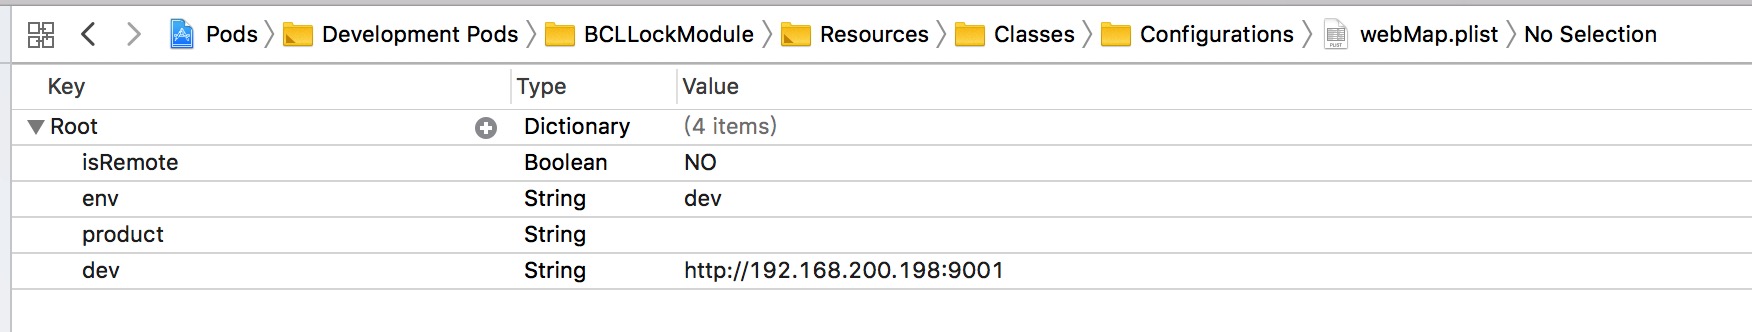 Pods Development Pods BCLLockModule Resources Classes Configurations webMap.plist No Selection
Key Type Value
Root Dictionary (4 items)
isRemote Boolean NO
env String dev
product String
dev String http://192.168.200.198:9001